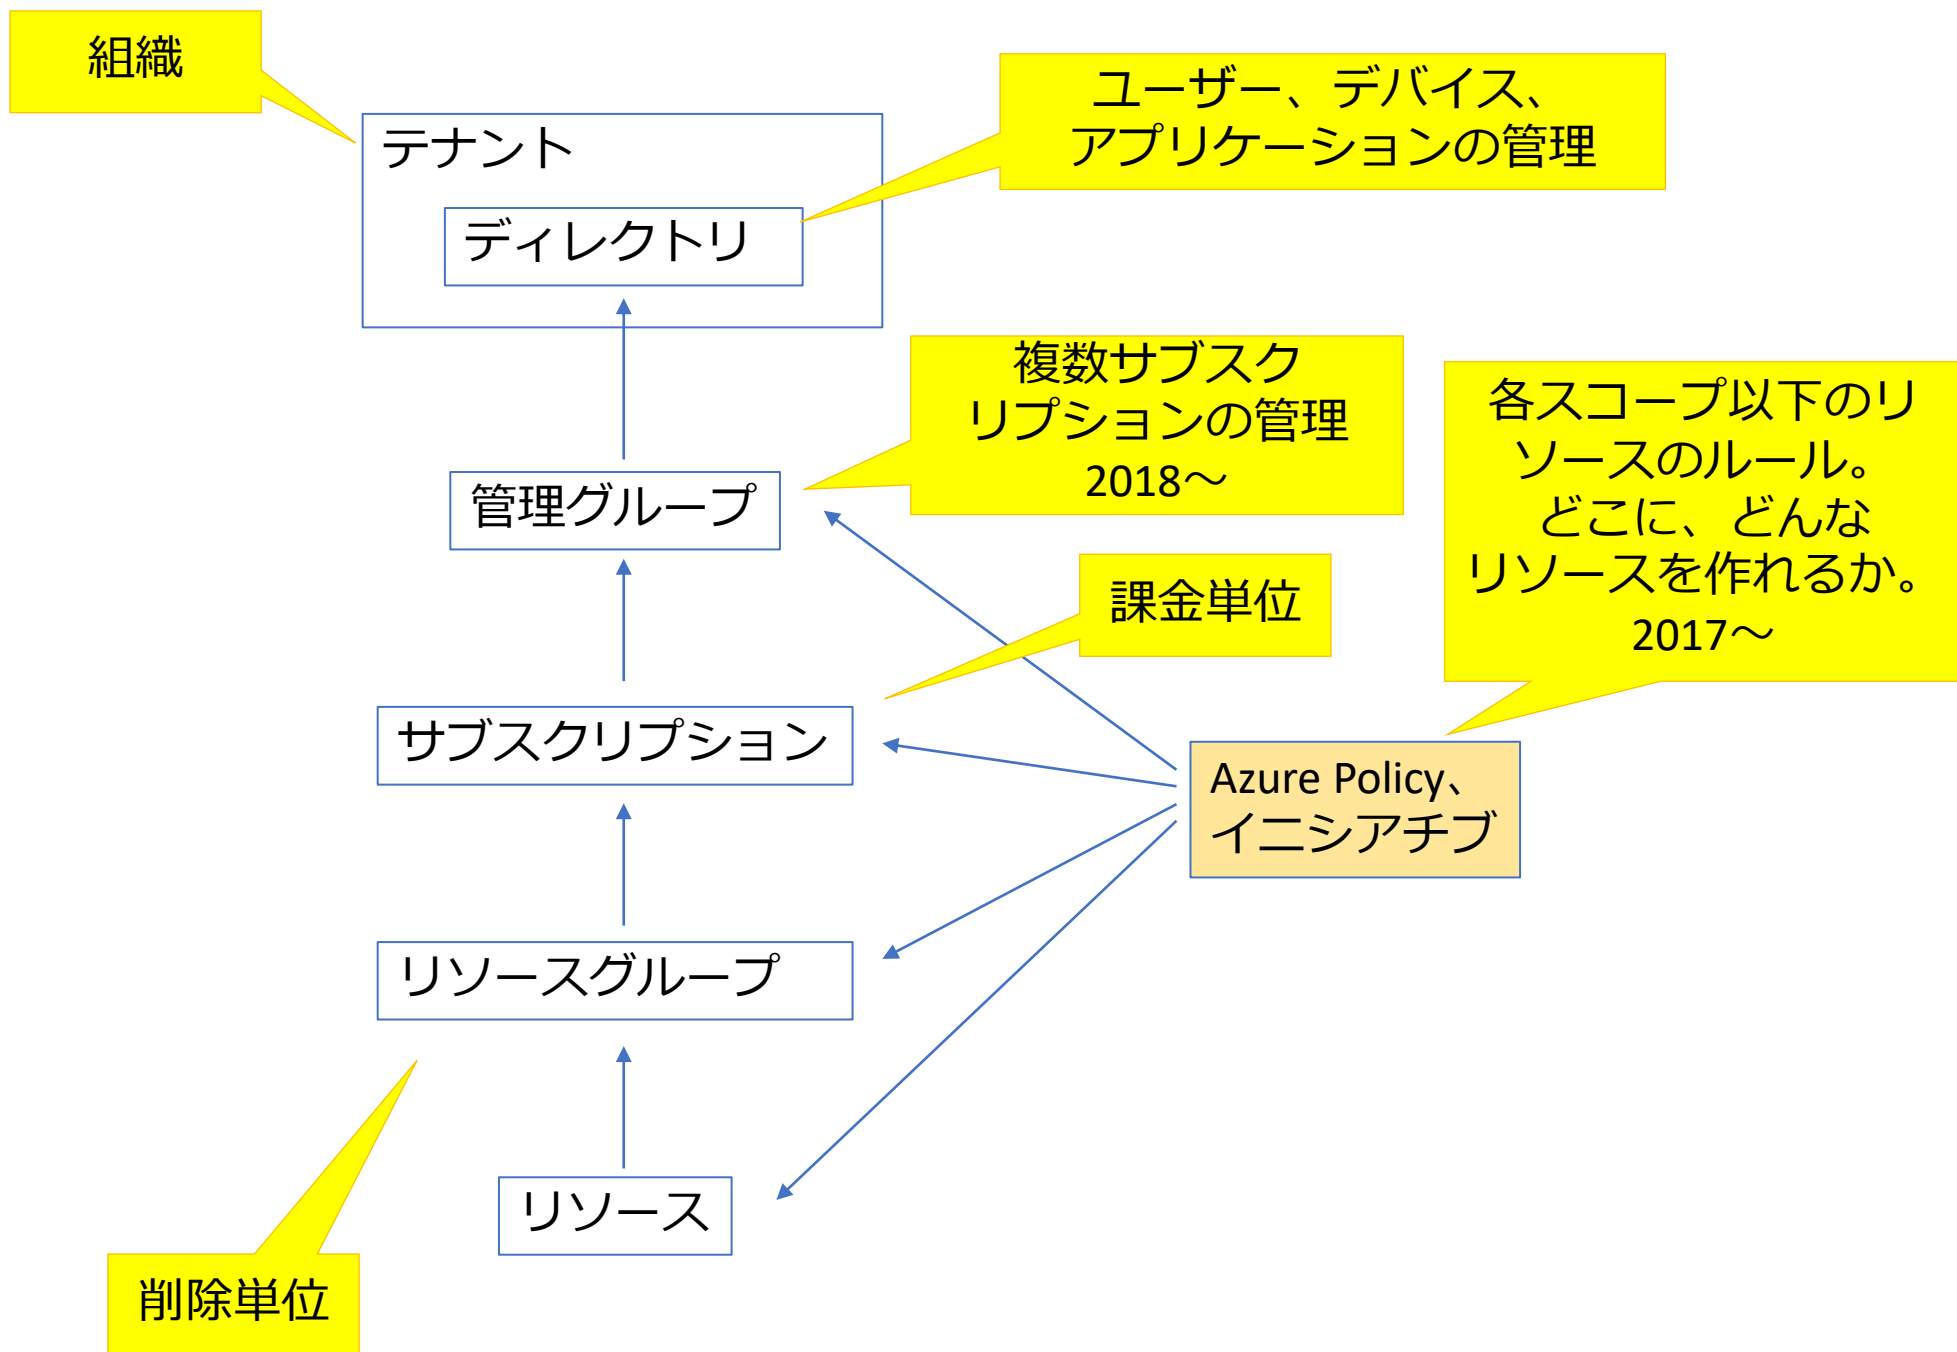 組織
ユーザー、デバイス、
アプリケーションの管理
テナント
ディレクトリ
複数サブスク
リプションの管理
2018～
各スコープ以下のリ
ソースのルール。
どこに、どんな
リソースを作れるか。
2017～
管理グループ
課金単位
サブスクリプション
Azure Policy、
イニシアチブ
リソースグループ
リソース
削除単位